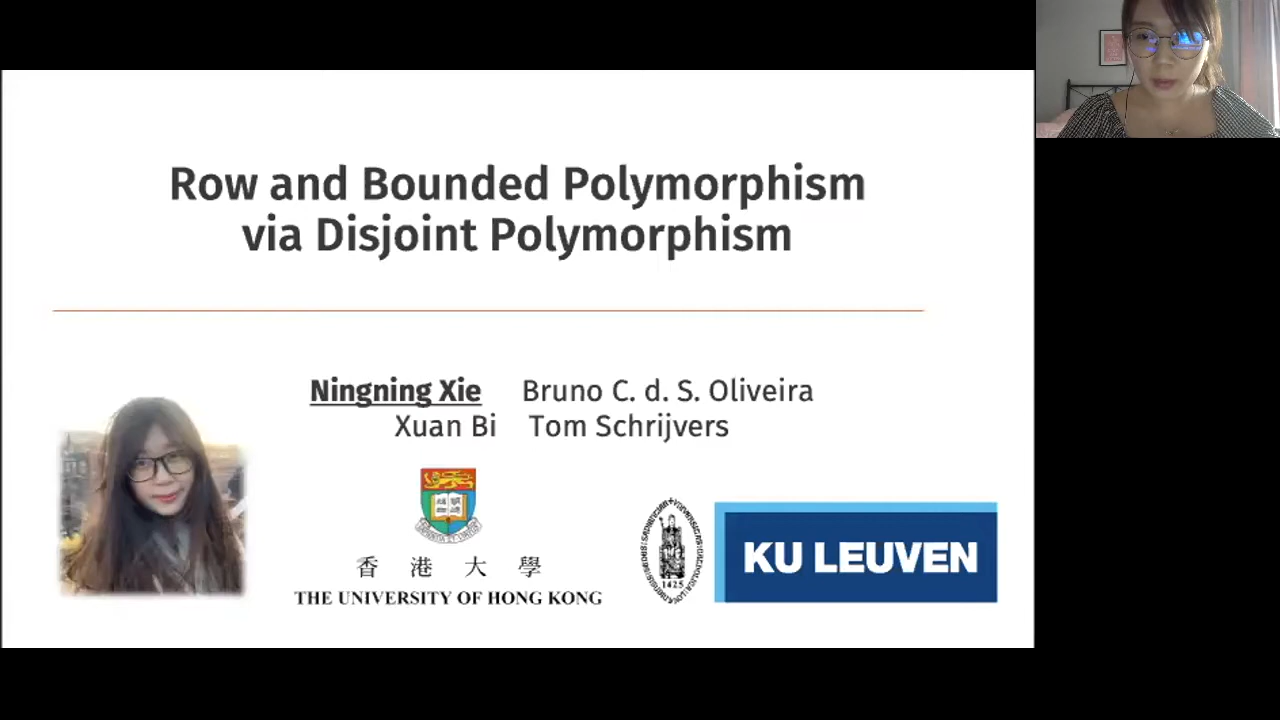 Row and Bounded Polymorphism
via Disjoint Polymorphism
Ningning Xie Bruno C. d. S. Oliveira
Xuan Bi Tom Schrijvers
香 港 大 學
THE UNIVERSITY OF HONG KONG
1425
KU LEUVEN